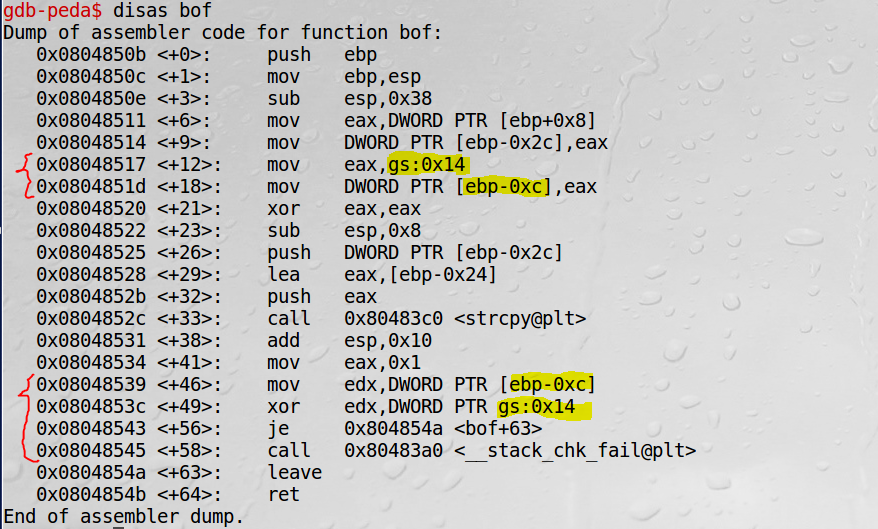 gdb-peda$ disas bof
Dump of assembler code for function bof:
0x0804850b <+0>: push ebp
0x0804850c <+1>: mov ebp,esp
0x0804850e <+3>: sub esp,0x38
0x08048511 <+6>: mov eax,DWORD PTR [ebp+0x8]
0x08048514 <+9>: mov DWORD PTR [ebp-0x2c],eax
0x08048517 <+12>: mov eax,gs:0x14
0x0804851d <+18>: mov DWORD PTR [ebp-0xc],eax
0x08048520 <+21>: xor eax,eax
0x08048522 <+23>: sub esp,0x8
0x08048525 <+26>: push DWORD PTR [ebp-0x2c]
0x08048528 <+29>: lea eax,[ebp-0x24]
0x0804852b <+32>: push eax
0x0804852c <+33>: call 0x80483c0 <strcpy@plt>
0x08048531 <+38>: add esp,0x10
0x08048534 <+41>: mov eax,0x1
0x08048539 <+46>: mov edx,DWORD PTR [ebp-0xc]
0x0804853c <+49>: xor edx,DWORD PTR gs:0x14
0x08048543 <+56>: je 0x804854a <bof+63>
0x08048545 <+58>: call 0x80483a0 <__stack_chk_fail@plt>
0x0804854a <+63>: leave
0x0804854b <+64>: ret
End of assembler dump.